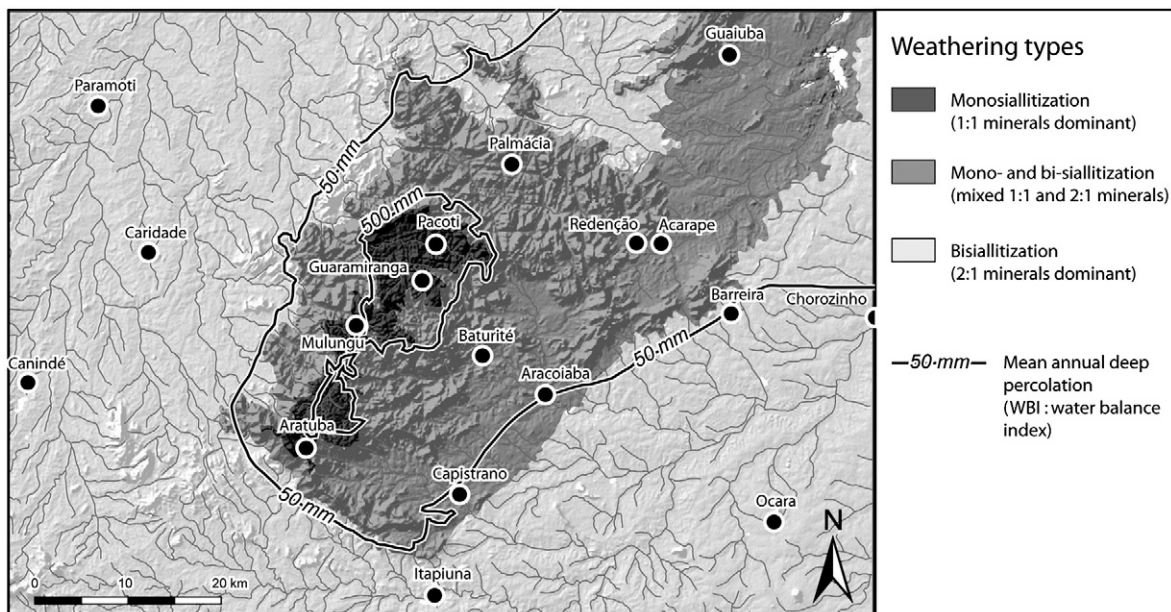 Guaiuba
Paramoti
Palmácia
50·mm
500·mm
Pacoti
Redenção
Acarape
Caridade
Guaramiranga
Barreira
Chorozinho
Mulungú
Baturité
50·mm
Canindé
Aracoiaba
Aratuba
Capistrano
50·mm
Ocara
N
Itapiuna
0 10 20 km
Weathering types
Monosiallitization
(1:1 minerals dominant)
Mono- and bi-siallitization
(mixed 1:1 and 2:1 minerals)
Bisiallitization
(2:1 minerals dominant)
50·mm
Mean annual deep
percolation
(WBI : water balance
index)